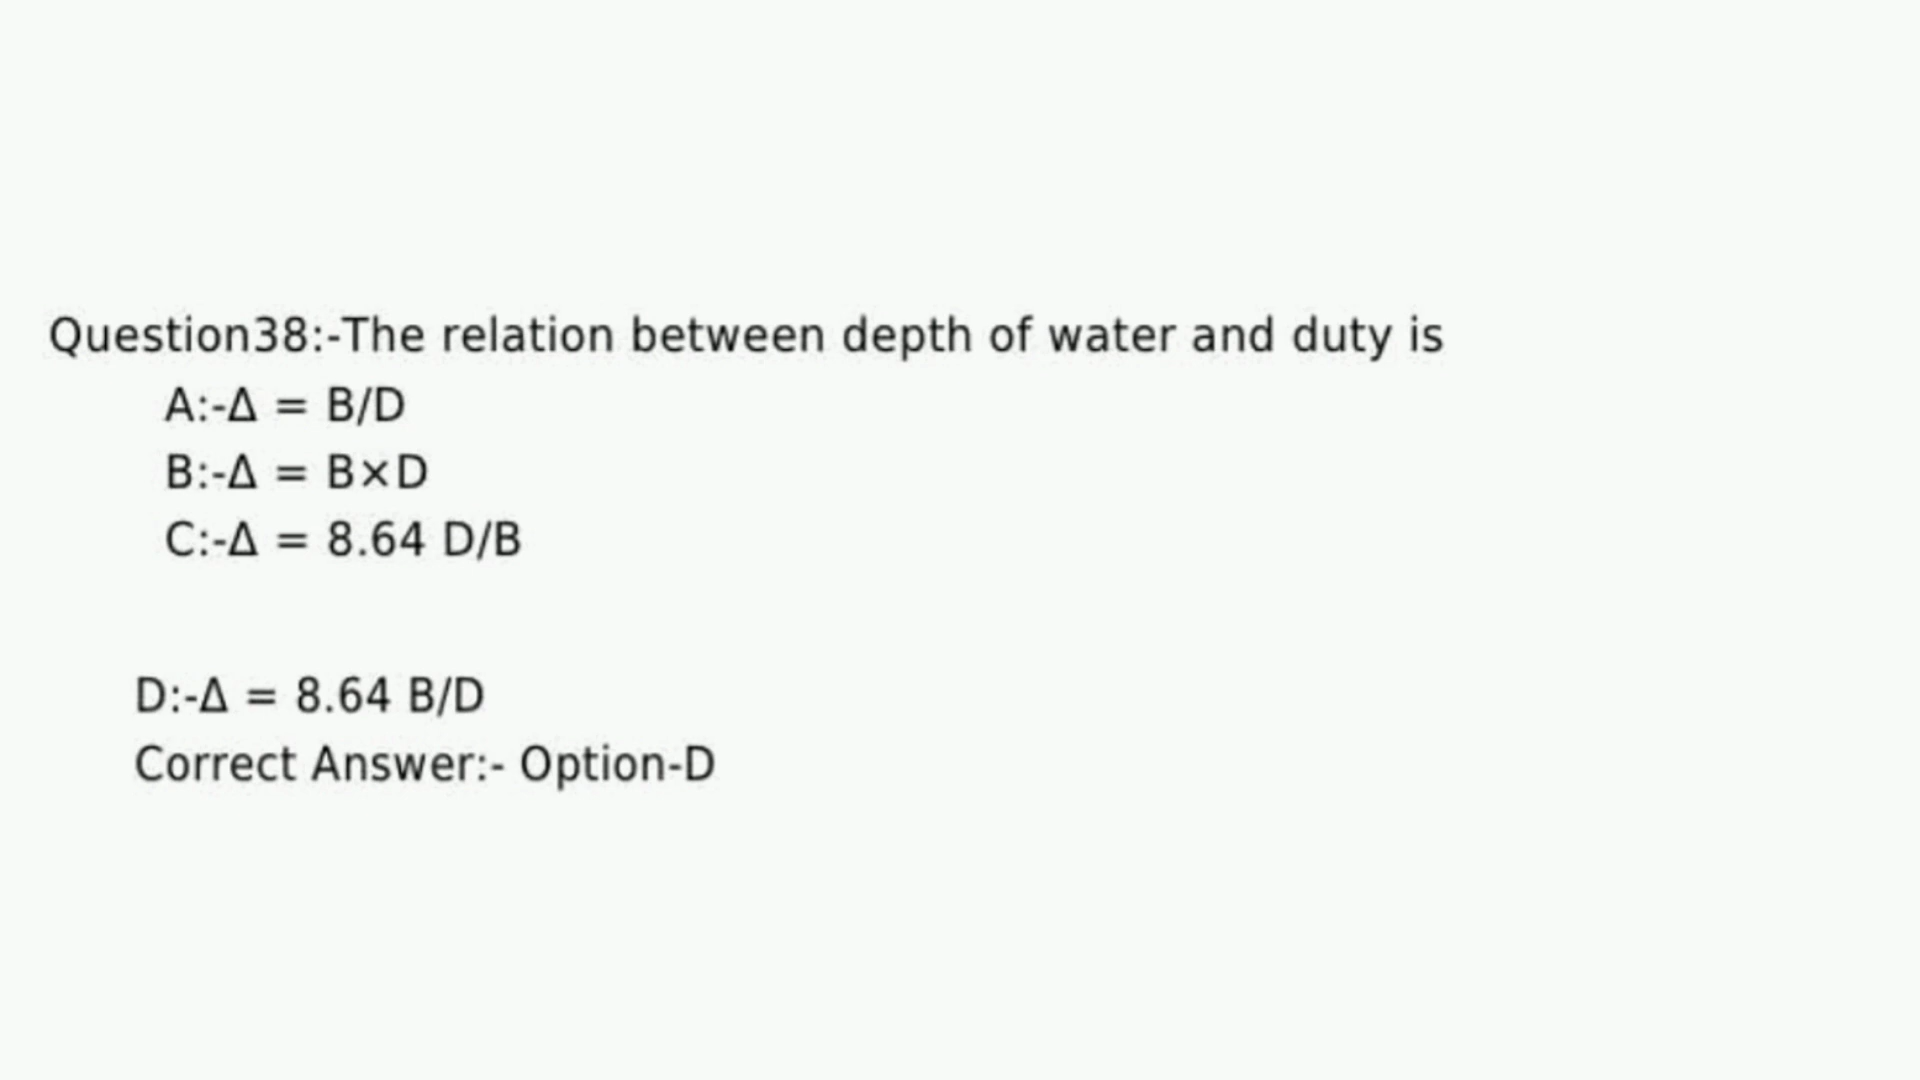 Question38:-The relation between depth of water and duty is
A:-Δ = B/D
B:-Δ = B×D
C:-Δ = 8.64 D/B
D:-Δ = 8.64 B/D
Correct Answer:- Option-D